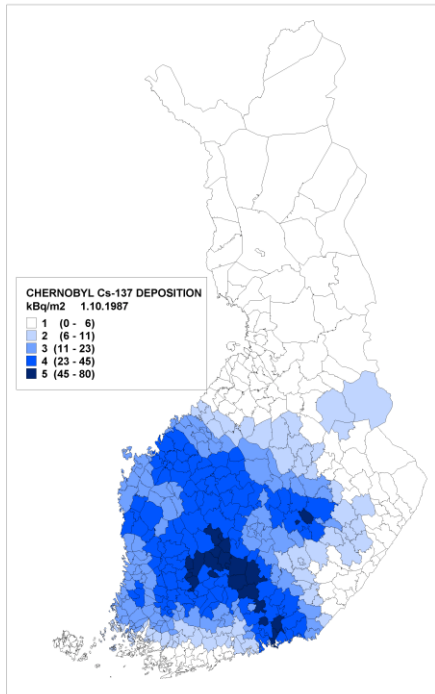 CHERNOBYL Cs-137 DEPOSITION
kBq/m2 1.10.1987
1 (0 - 6)
2 (6 - 11)
3 (11 - 23)
4 (23 - 45)
5 (45 - 80)